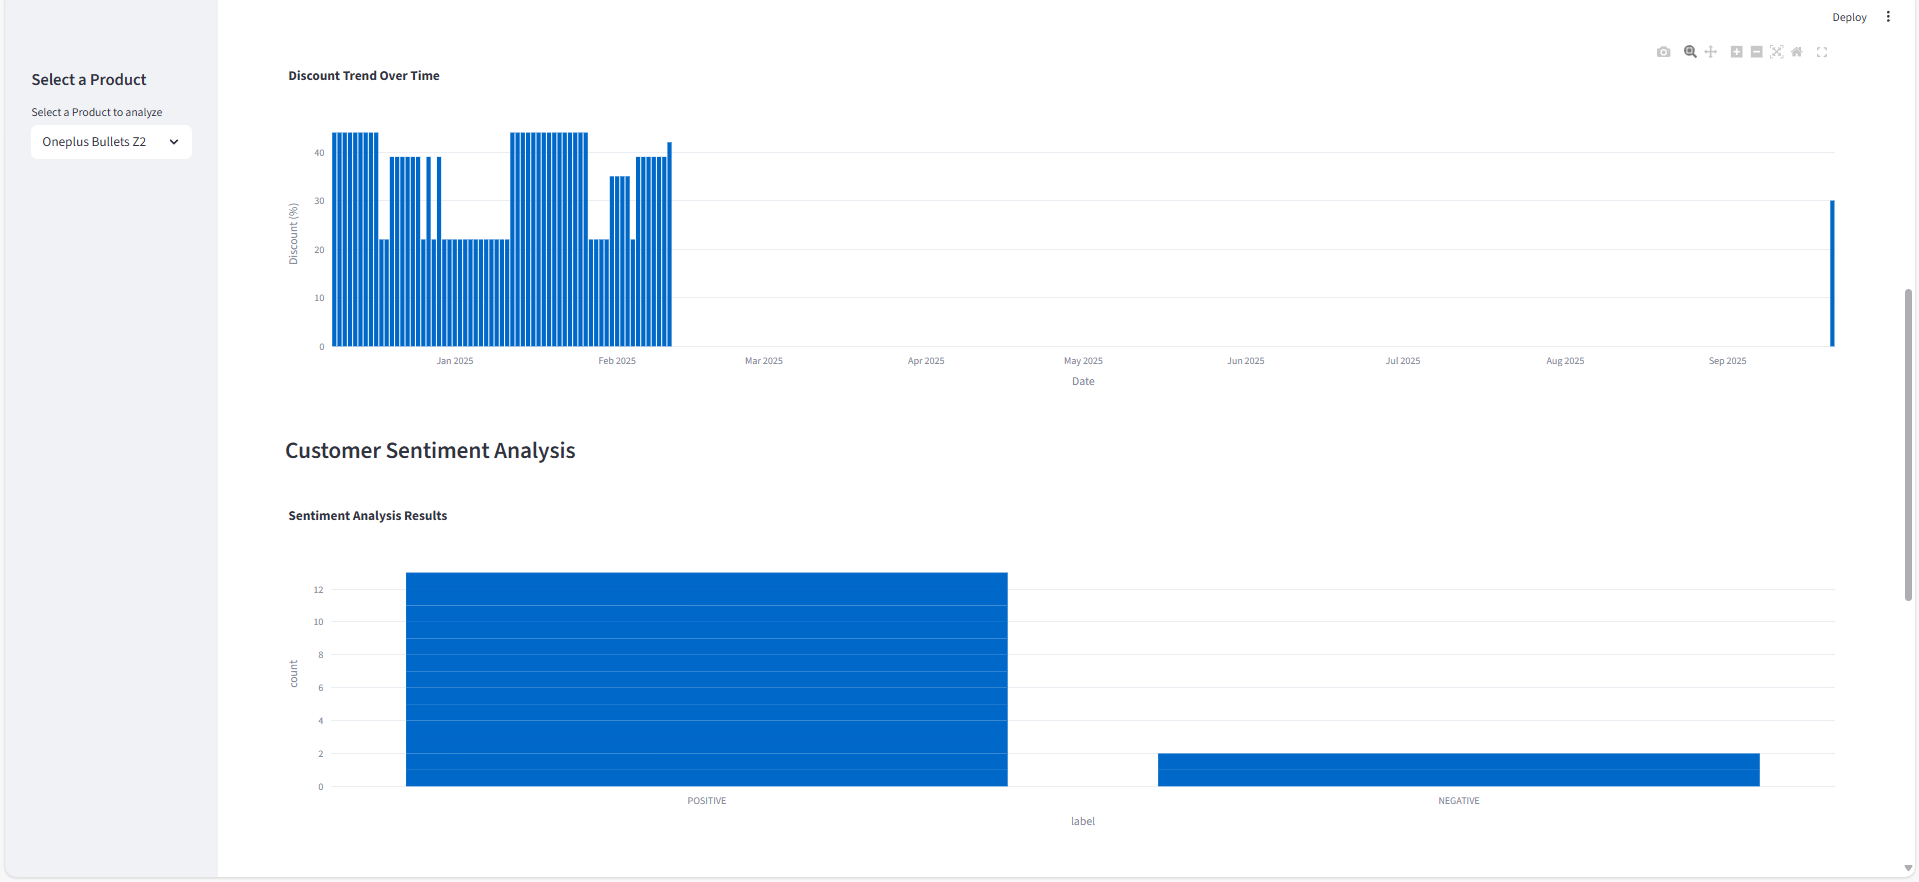 Deploy
Select a Product
Select a Product to analyze
Oneplus Bullets Z2
Discount Trend Over Time
Discount (%)
40
30
20
10
0
Jan 2025 Feb 2025 Mar 2025 Apr 2025 May 2025 Jun 2025 Jul 2025 Aug 2025 Sep 2025
Date
Customer Sentiment Analysis
Sentiment Analysis Results
count
12
10
8
6
4
2
0
POSITIVE NEGATIVE
label